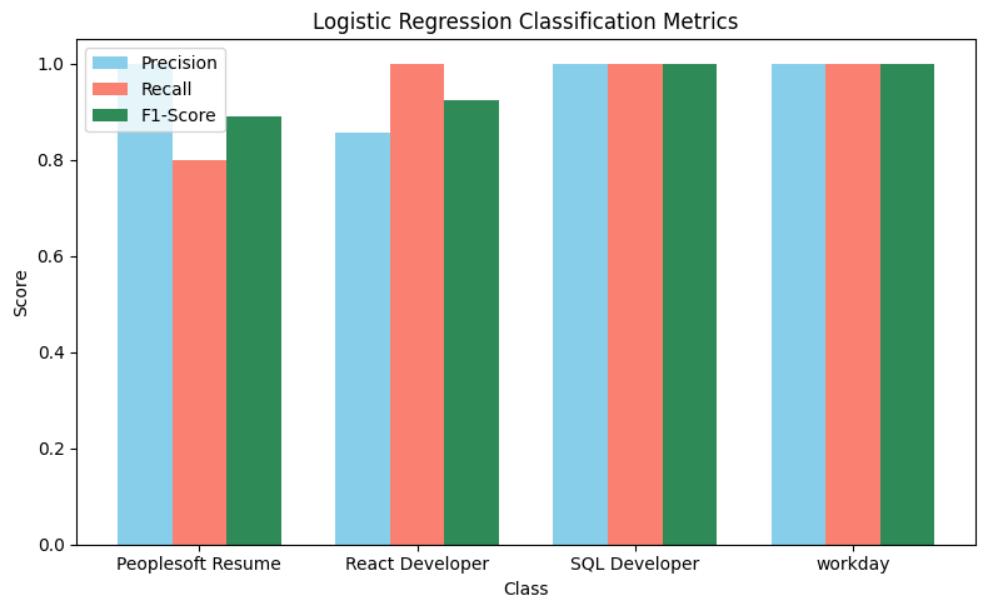 Logistic Regression Classification Metrics
Precision
Recall
F1-Score
1.0
0.8
0.6
0.4
0.2
0.0
Score
Peoplesoft Resume React Developer SQL Developer workday
Class